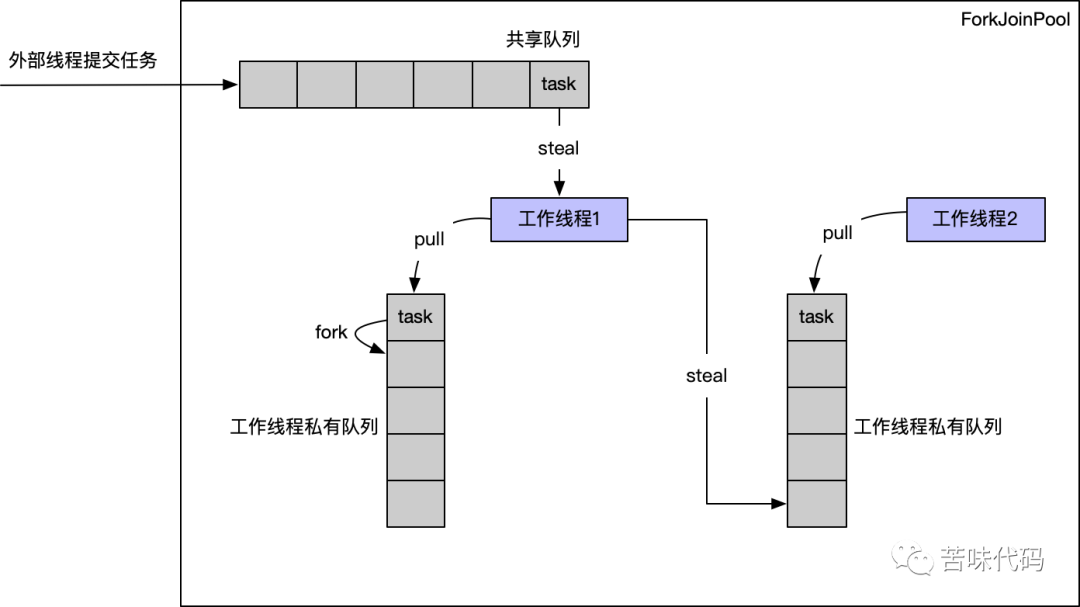 ForkJoinPool
共享队列
外部线程提交任务
task
steal
工作线程1
工作线程2
pull
pull
task
task
fork
steal
工作线程私有队列
工作线程私有队列
苦味代码